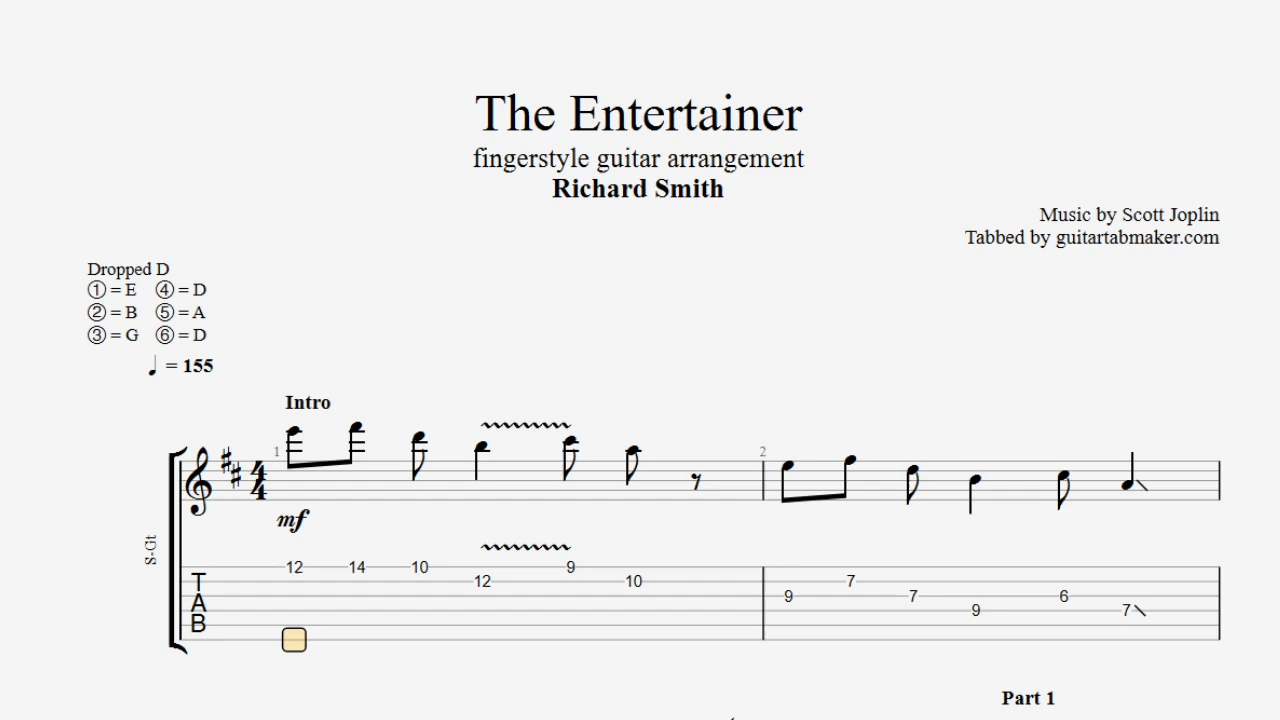 The Entertainer
fingerstyle guitar arrangement
Richard Smith
Music by Scott Joplin
Tabbed by guitartabmaker.com
Dropped D
① = E ④ = D
② = B ⑤ = A
③ = G ⑥ = D
♩ = 155
Intro
1 2
4
4
mf
S-Gt
T
A
B
12 14 10 12 9 10 9 7 7 9 6 7
Part 1